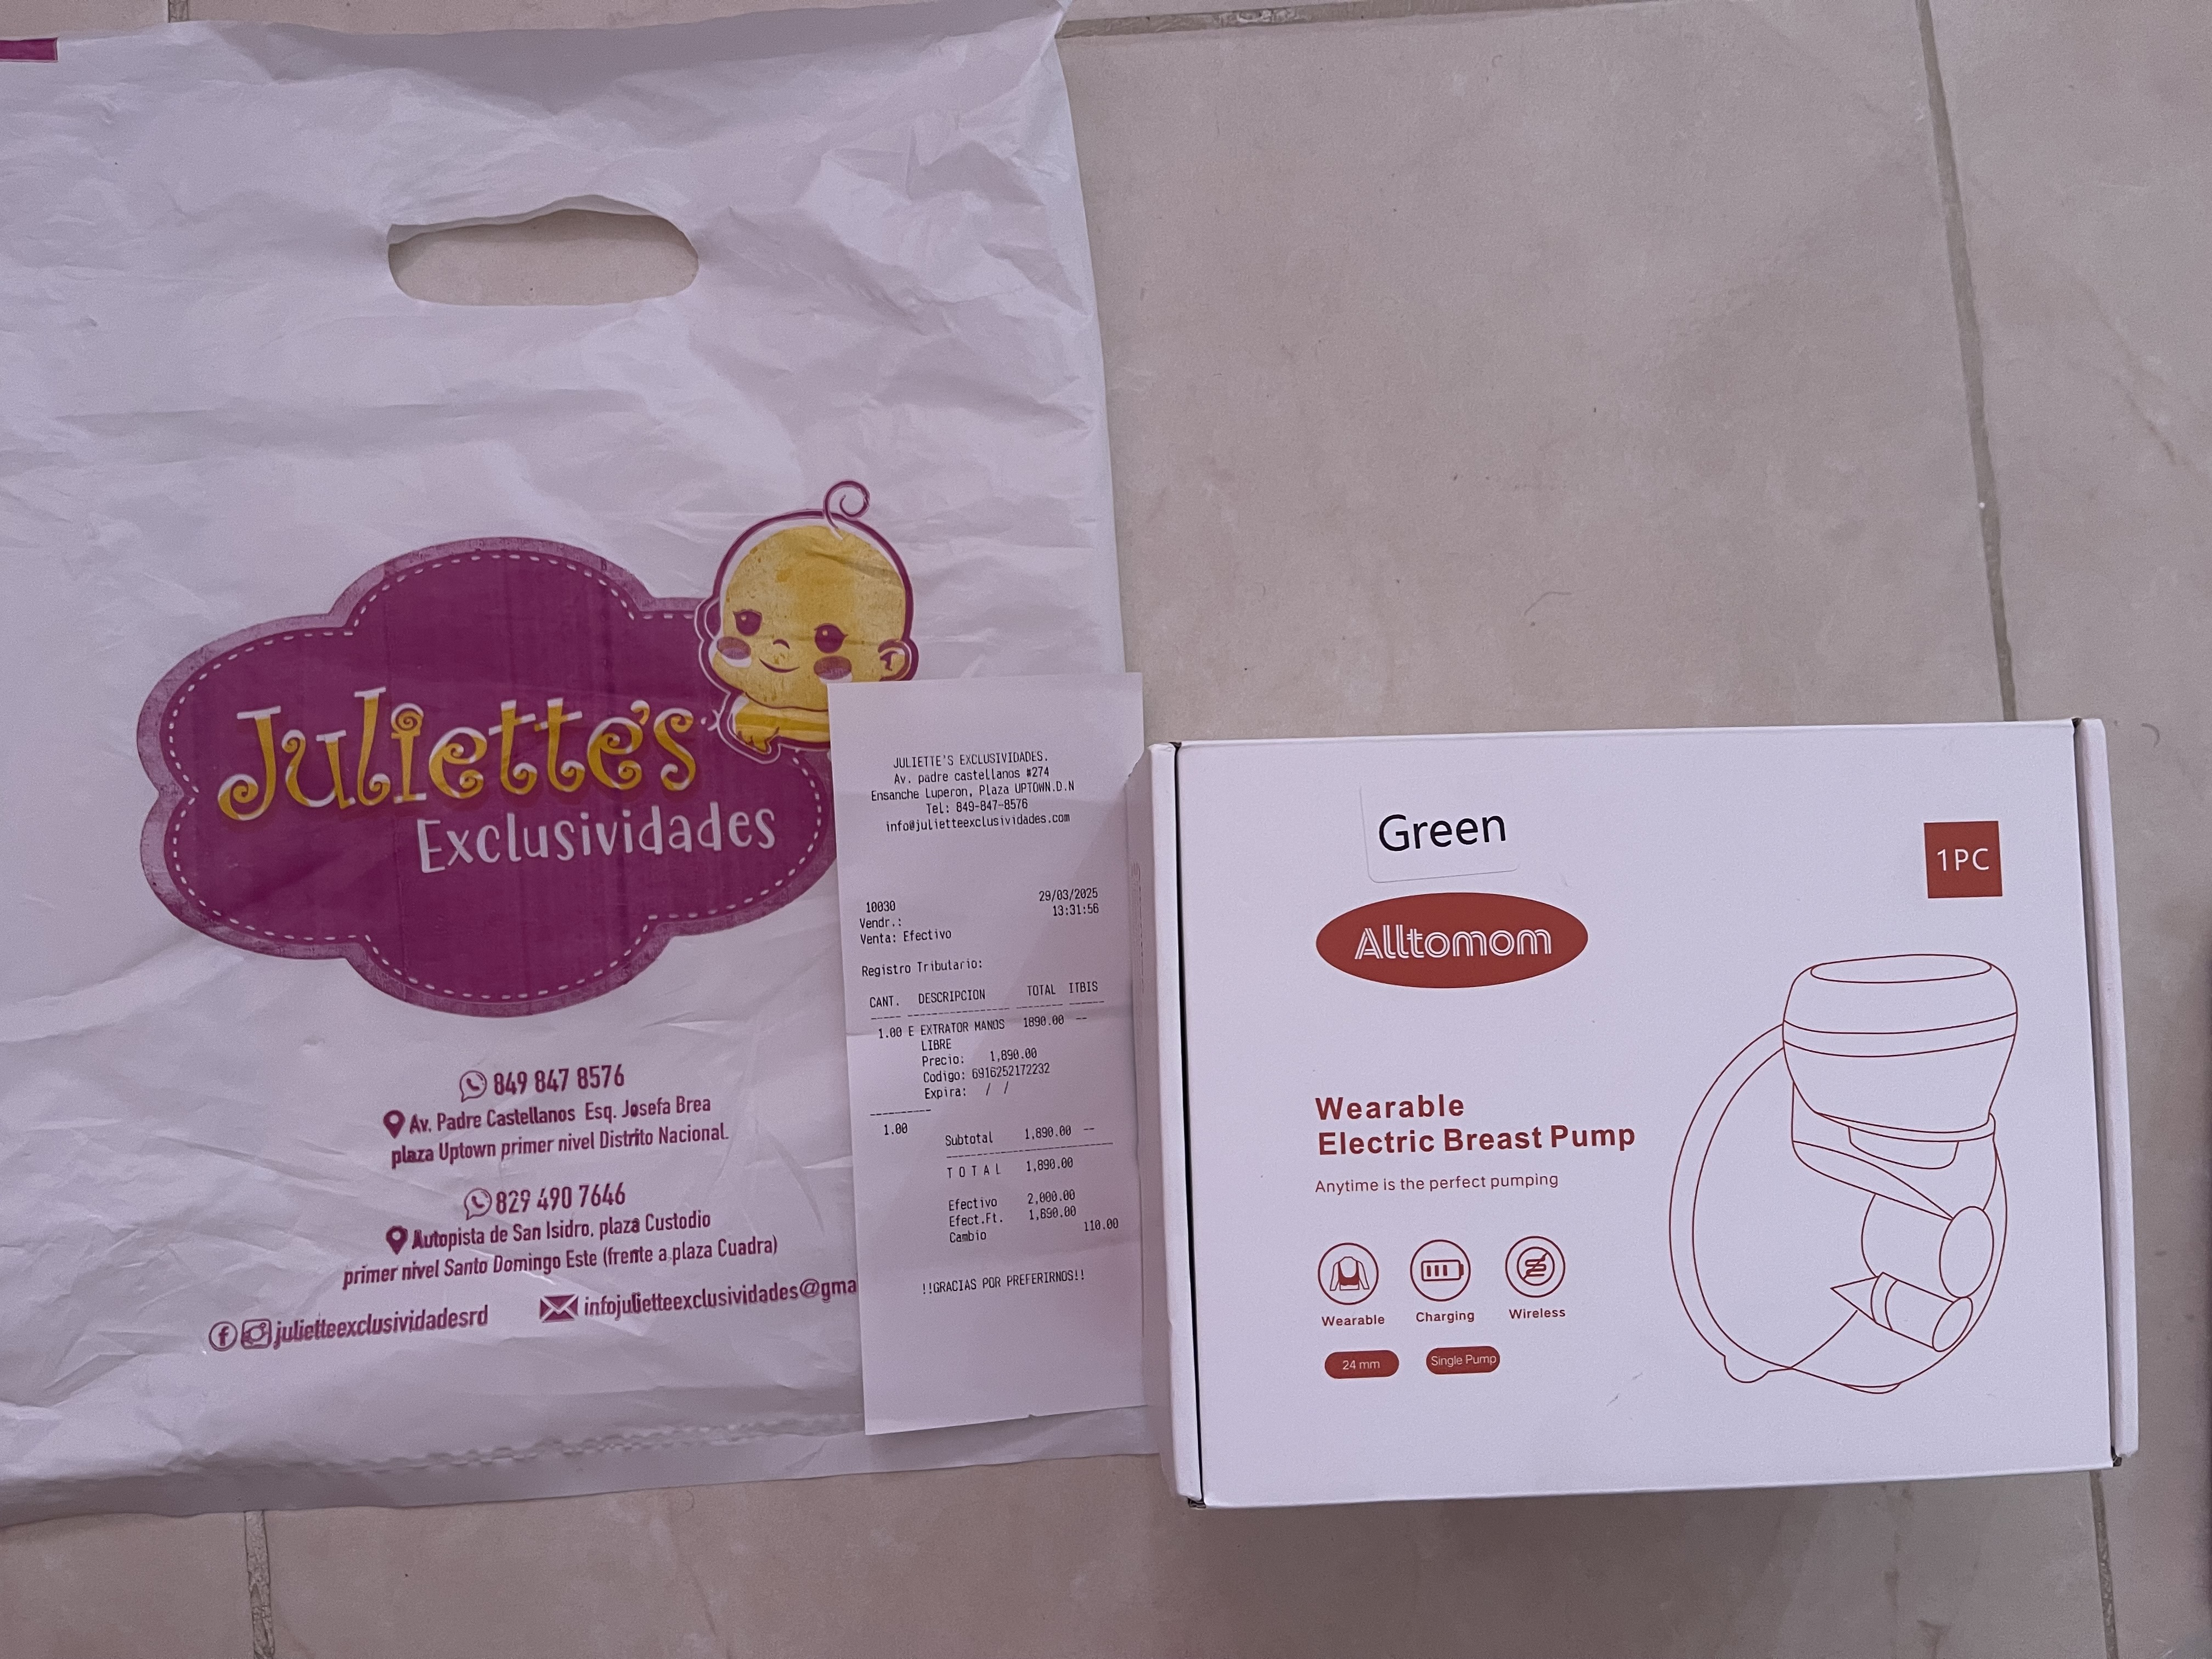 Juliette's
Exclusividades
849 847 8576
Av. Padre Castellanos Esq. Josefa Brea
plaza Uptown primer nivel Distrito Nacional.
829 490 7646
Autopista de San Isidro, plaza Custodio
primer nivel Santo Domingo Este (frente a plaza Cuadra)
julietteexclusividadesrd
infojulietteexclusividades@gma
JULIETTE'S EXCLUSIVIDADES.
Av. padre castellanos #274
Ensanche Luperon, Plaza UPTOWN.D.N
Tel: 849-847-8576
info@julietteexclusividades.com
10030 29/03/2025
Vendr.: 13:31:56
Venta: Efectivo
Registro Tributario:
CANT. DESCRIPCION TOTAL ITBIS
1.00 E EXTRATOR MANOS 1890.00 --
LIBRE
Precio: 1,890.00
Codigo: 6916252172232
Expira: / /
1.00
Subtotal 1,890.00 --
T O T A L 1,890.00
Efectivo 2,000.00
Efect.Ft. 1,890.00
Cambio 110.00
!!GRACIAS POR PREFERIRNOS!!
Green
1PC
Alltomom
Wearable
Electric Breast Pump
Anytime is the perfect pumping
Wearable Charging Wireless
24 mm Single Pump